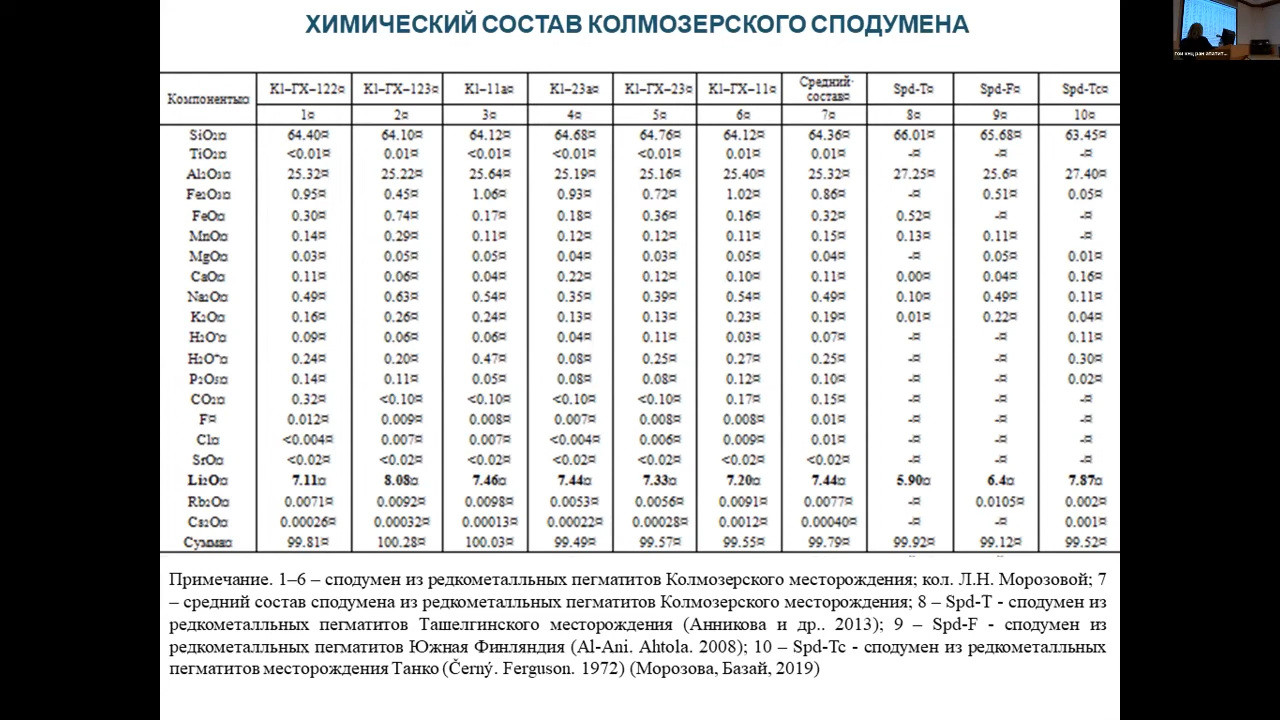 ХИМИЧЕСКИЙ СОСТАВ КОЛМОЗЕРСКОГО СПОДУМЕНА
Компоненты¤ Kl–ГХ–122¤ Kl–ГХ–123¤ Kl–11a¤ Kl–23a¤ Kl–ГХ–23¤ Kl–ГХ–11¤ Средний· состав¤ Spd-T¤ Spd-F¤ Spd-Tc¤
1¤ 2¤ 3¤ 4¤ 5¤ 6¤ 7¤ 8¤ 9¤ 10¤
SiO₂¤ 64.40¤ 64.10¤ 64.12¤ 64.68¤ 64.76¤ 64.12¤ 64.36¤ 66.01¤ 65.68¤ 63.45¤
TiO₂¤ <0.01¤ 0.01¤ <0.01¤ <0.01¤ <0.01¤ 0.01¤ 0.01¤ -¤ -¤ -¤
Al₂O₃¤ 25.32¤ 25.22¤ 25.64¤ 25.19¤ 25.16¤ 25.40¤ 25.32¤ 27.25¤ 25.6¤ 27.40¤
Fe₂O₃¤ 0.95¤ 0.45¤ 1.06¤ 0.93¤ 0.72¤ 1.02¤ 0.86¤ -¤ 0.51¤ 0.05¤
FeO¤ 0.30¤ 0.74¤ 0.17¤ 0.18¤ 0.36¤ 0.16¤ 0.32¤ 0.52¤ -¤ -¤
MnO¤ 0.14¤ 0.29¤ 0.11¤ 0.12¤ 0.12¤ 0.11¤ 0.15¤ 0.13¤ 0.11¤ -¤
MgO¤ 0.03¤ 0.05¤ 0.05¤ 0.04¤ 0.03¤ 0.05¤ 0.04¤ -¤ 0.05¤ 0.01¤
CaO¤ 0.11¤ 0.06¤ 0.04¤ 0.22¤ 0.12¤ 0.10¤ 0.11¤ 0.00¤ 0.04¤ 0.16¤
Na₂O¤ 0.49¤ 0.63¤ 0.54¤ 0.35¤ 0.39¤ 0.54¤ 0.49¤ 0.10¤ 0.49¤ 0.11¤
K₂O¤ 0.16¤ 0.26¤ 0.24¤ 0.13¤ 0.13¤ 0.23¤ 0.19¤ 0.01¤ 0.22¤ 0.04¤
H₂O⁻¤ 0.09¤ 0.06¤ 0.06¤ 0.04¤ 0.11¤ 0.03¤ 0.07¤ -¤ -¤ 0.11¤
H₂O⁺¤ 0.24¤ 0.20¤ 0.47¤ 0.08¤ 0.25¤ 0.27¤ 0.25¤ -¤ -¤ 0.30¤
P₂O₅¤ 0.14¤ 0.11¤ 0.05¤ 0.08¤ 0.08¤ 0.12¤ 0.10¤ -¤ -¤ 0.02¤
CO₂¤ 0.32¤ <0.10¤ <0.10¤ <0.10¤ <0.10¤ 0.17¤ 0.15¤ -¤ -¤ -¤
F¤ 0.012¤ 0.009¤ 0.008¤ 0.007¤ 0.008¤ 0.008¤ 0.01¤ -¤ -¤ -¤
Cl¤ <0.004¤ 0.007¤ 0.007¤ <0.004¤ 0.006¤ 0.009¤ 0.01¤ -¤ -¤ -¤
SrO¤ <0.02¤ <0.02¤ <0.02¤ <0.02¤ <0.02¤ <0.02¤ <0.02¤ -¤ -¤ -¤
Li₂O¤ 7.11¤ 8.08¤ 7.46¤ 7.44¤ 7.33¤ 7.20¤ 7.44¤ 5.90¤ 6.4¤ 7.87¤
Rb₂O¤ 0.0071¤ 0.0092¤ 0.0098¤ 0.0053¤ 0.0056¤ 0.0091¤ 0.0077¤ -¤ 0.0105¤ 0.002¤
Cs₂O¤ 0.00026¤ 0.00032¤ 0.00013¤ 0.00022¤ 0.00028¤ 0.0012¤ 0.00040¤ -¤ -¤ 0.001¤
Сумма¤ 99.81¤ 100.28¤ 100.03¤ 99.49¤ 99.57¤ 99.55¤ 99.79¤ 99.92¤ 99.12¤ 99.52¤
Примечание. 1–6 – сподумен из редкометалльных пегматитов Колмозерского месторождения; кол. Л.Н. Морозовой; 7
– средний состав сподумена из редкометалльных пегматитов Колмозерского месторождения; 8 – Spd-T - сподумен из
редкометалльных пегматитов Ташелгинского месторождения (Анникова и др.. 2013); 9 – Spd-F - сподумен из
редкометалльных пегматитов Южная Финляндия (Al-Ani. Ahtola. 2008); 10 – Spd-Tc - сподумен из редкометалльных
пегматитов месторождения Танко (Černý. Ferguson. 1972) (Морозова, Базай, 2019)